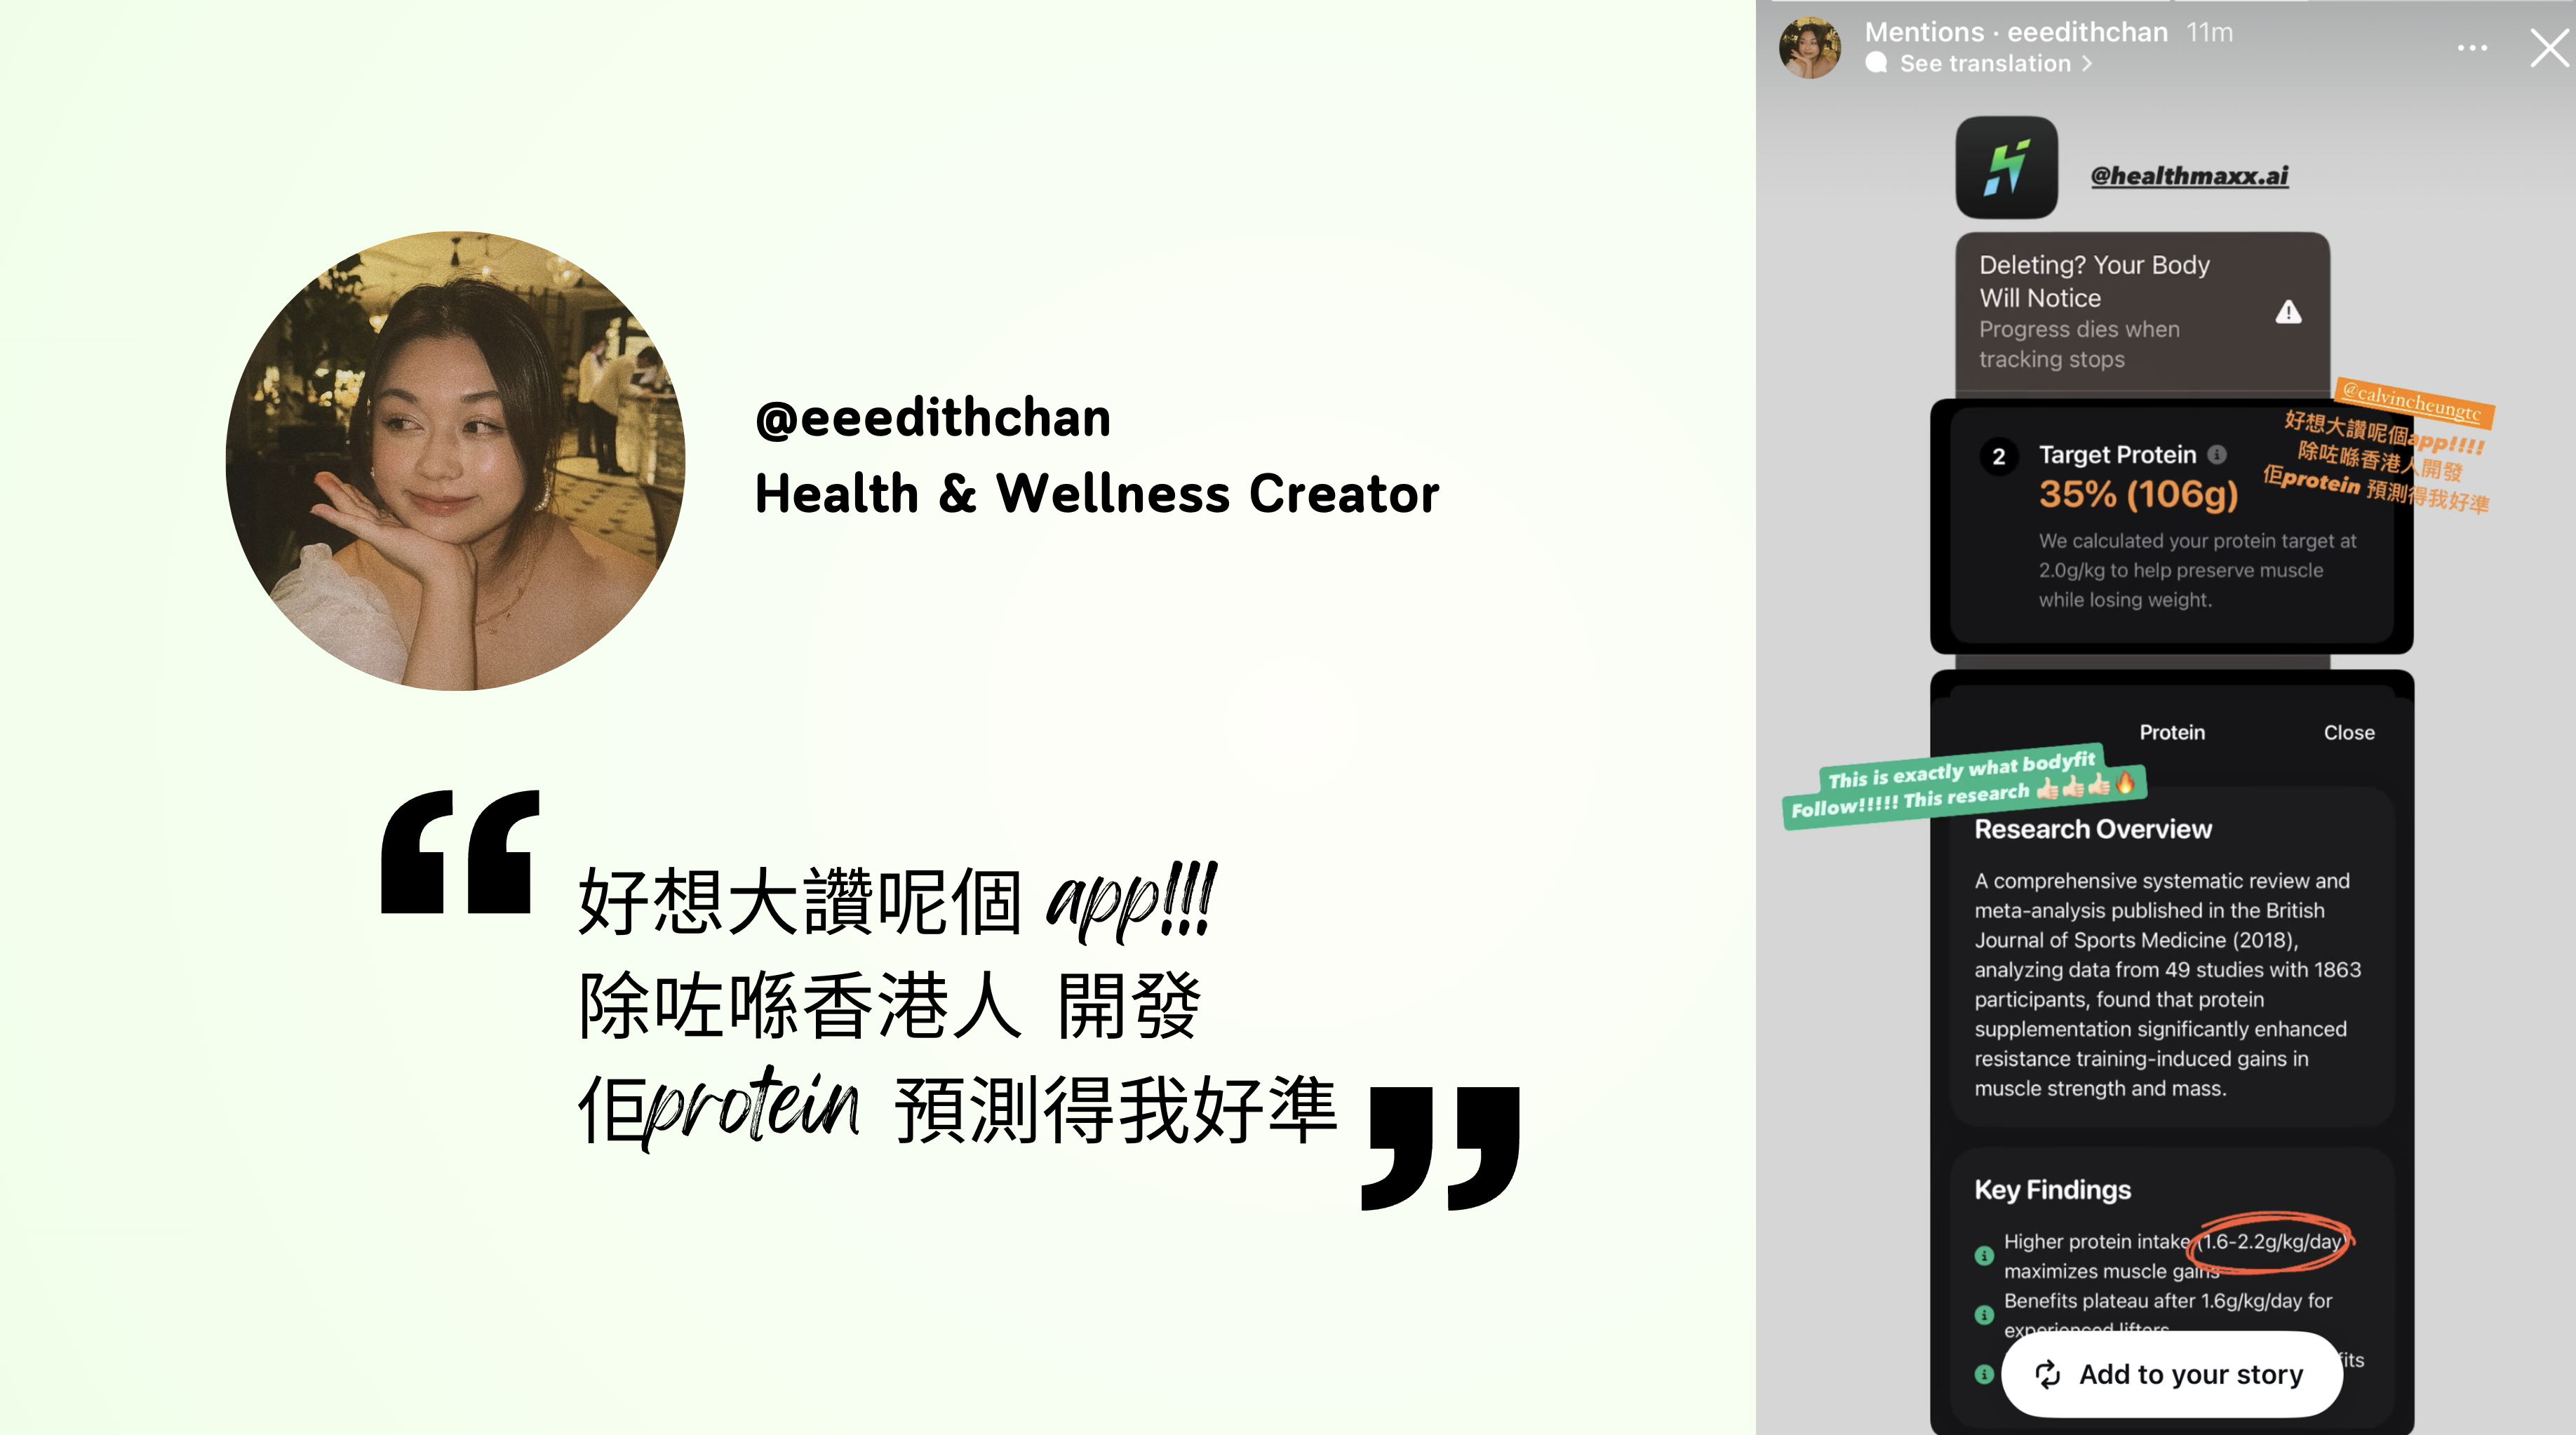 @eeedithchan
Health & Wellness Creator
“
好想大讚呢個 app!!!
除咗喺香港人 開發
佢protein 預測得我好準
”
Mentions · eeedithchan 11m
See translation >
@healthmaxx.ai
Deleting? Your Body
Will Notice
Progress dies when
tracking stops
@calvincheungtc
好想大讚呢個app!!!!
除咗喺香港人開發
佢protein 預測得我好準
2 Target Protein
35% (106g)
We calculated your protein target at
2.0g/kg to help preserve muscle
while losing weight.
Protein Close
This is exactly what bodyfit
Follow!!!!! This research 👍🏻👍🏻👍🏻🔥
Research Overview
A comprehensive systematic review and
meta-analysis published in the British
Journal of Sports Medicine (2018),
analyzing data from 49 studies with 1863
participants, found that protein
supplementation significantly enhanced
resistance training-induced gains in
muscle strength and mass.
Key Findings
Higher protein intake (1.6-2.2g/kg/day)
maximizes muscle gains
Benefits plateau after 1.6g/kg/day for
experienced lifters
Add to your story